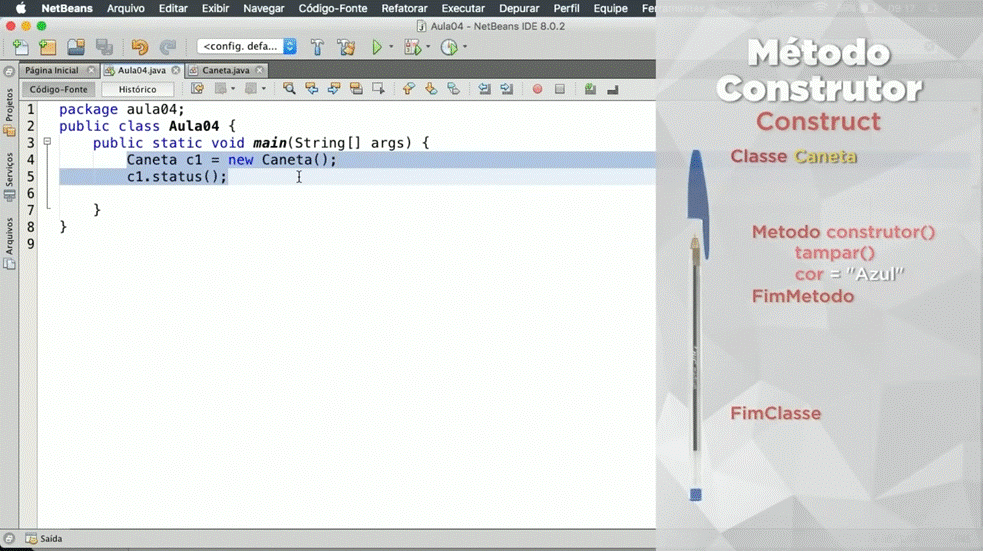 NetBeans Arquivo Editar Exibir Navegar Código-Fonte Refatorar Executar Depurar Perfil Equipe
Aula04.java - NetBeans IDE 8.0.2
<config. defa...
Página Inicial Aula04.java Caneta.java
Código-Fonte Histórico
Projetos
Serviços
Arquivos
1 package aula04;
2 public class Aula04 {
3 public static void main(String[] args) {
4 Caneta c1 = new Caneta();
5 c1.status();
6
7 }
8 }
9
Saída
Método
Construtor
Construct
Classe Caneta
Metodo construtor()
tampar()
cor = "Azul"
FimMetodo
FimClasse